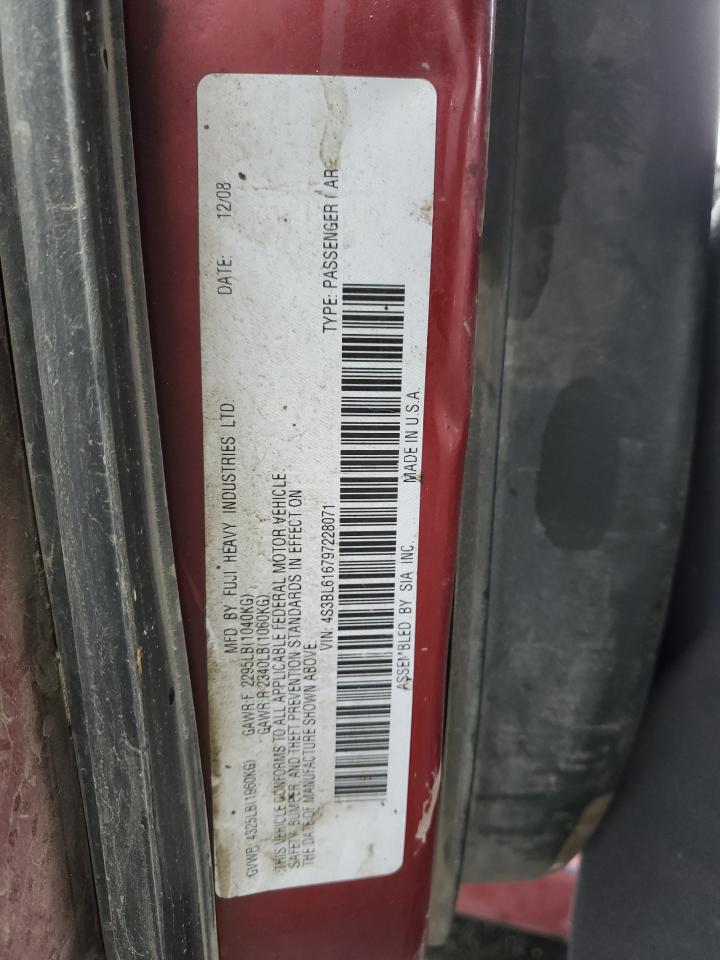 MFD BY FUJI HEAVY INDUSTRIES LTD. DATE: 12/08
GVWR: 4325LB(1960KG) GAWR:F 2295LB(1040KG)
GAWR:R 2340LB(1060KG)
THIS VEHICLE CONFORMS TO ALL APPLICABLE FEDERAL MOTOR VEHICLE
SAFETY, BUMPER, AND THEFT PREVENTION STANDARDS IN EFFECT ON
THE DATE OF MANUFACTURE SHOWN ABOVE.
VIN: 4S3BL616797228071 TYPE: PASSENGER CAR
ASSEMBLED BY SIA INC. MADE IN U.S.A.